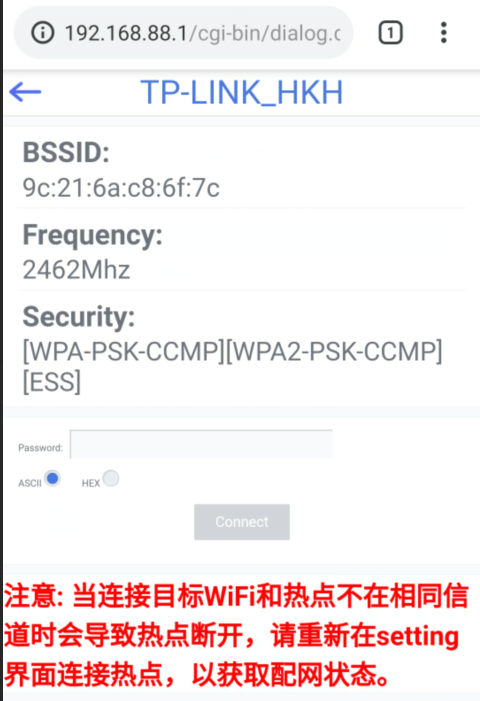 192.168.88.1/cgi-bin/dialog.c
1
TP-LINK_HKH
BSSID:
9c:21:6a:c8:6f:7c
Frequency:
2462Mhz
Security:
[WPA-PSK-CCMP][WPA2-PSK-CCMP]
[ESS]
Password:
ASCII HEX
Connect
注意: 当连接目标WiFi和热点不在相同信
道时会导致热点断开，请重新在setting
界面连接热点，以获取配网状态。